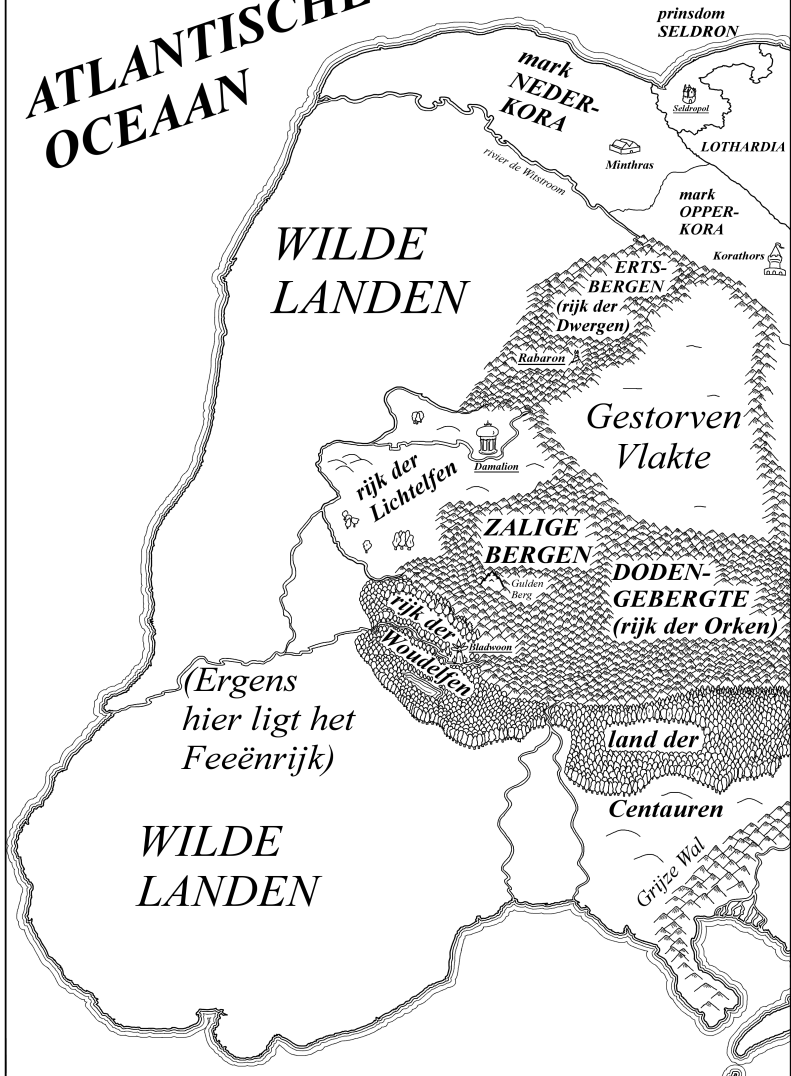 ATLANTISCHE
OCEAAN
prinsdom
SELDRON
Seldropol
LOTHARDIA
mark
NEDER-
KORA
Minthras
rivier de Witstroom
mark
OPPER-
KORA
Korathors
WILDE
LANDEN
ERTS-
BERGEN
(rijk der
Dwergen)
Rabaron
Gestorven
Vlakte
Damalion
rijk der
Lichtelfen
ZALIGE
BERGEN
Gulden
Berg
DODEN-
GEBERGTE
(rijk der Orken)
rijk der
Woudelfen
Bladwoon
(Ergens
hier ligt het
Feeënrijk)
land der
Centauren
Grijze Wal
WILDE
LANDEN